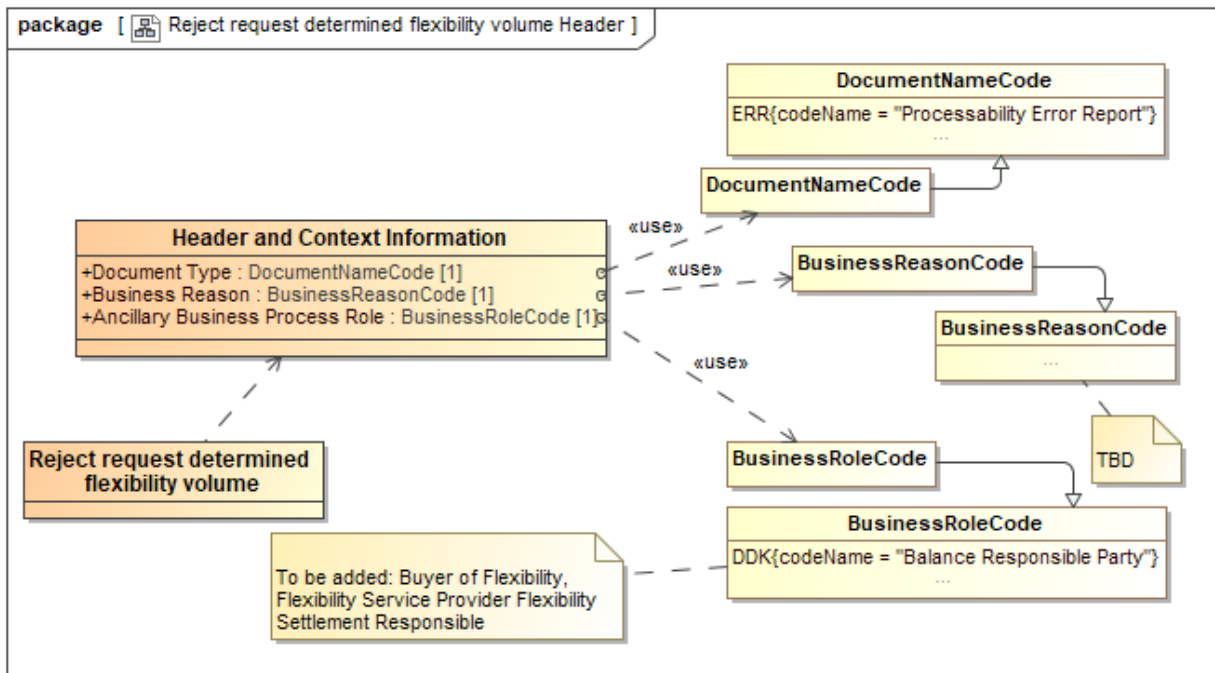 package [ Reject request determined flexibility volume Header ]
DocumentNameCode
ERR{codeName = "Processability Error Report"}
...
DocumentNameCode
«use»
Header and Context Information
+Document Type : DocumentNameCode [1]
+Business Reason : BusinessReasonCode [1]
+Ancillary Business Process Role : BusinessRoleCode [1]
«use»
BusinessReasonCode
BusinessReasonCode
...
«use»
TBD
Reject request determined
flexibility volume
BusinessRoleCode
BusinessRoleCode
DDK{codeName = "Balance Responsible Party"}
...
To be added: Buyer of Flexibility,
Flexibility Service Provider Flexibility
Settlement Responsible